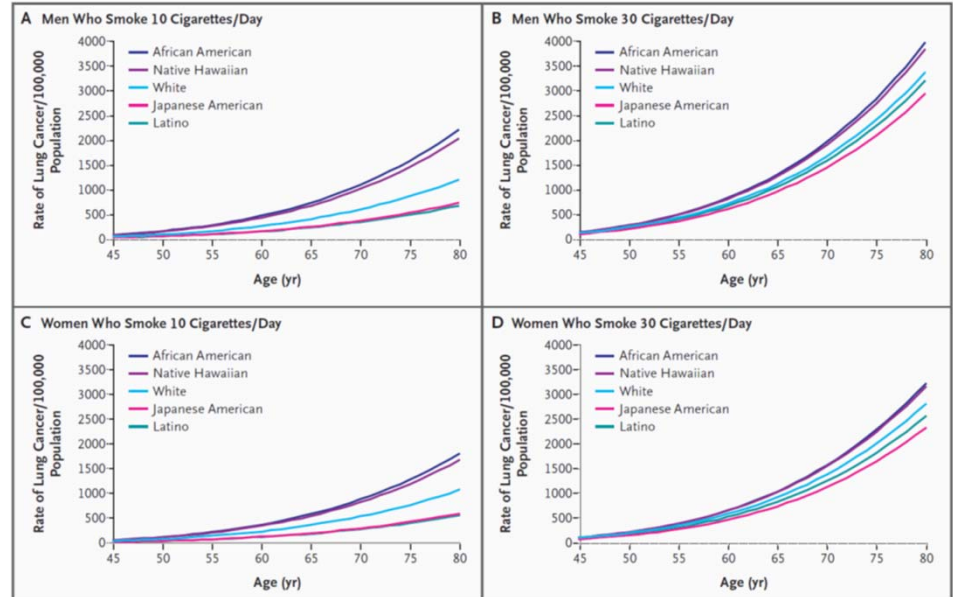 A Men Who Smoke 10 Cigarettes/Day
Rate of Lung Cancer/100,000
Population
4000
3500
3000
2500
2000
1500
1000
500
0
African American
Native Hawaiian
White
Japanese American
Latino
45 50 55 60 65 70 75 80
Age (yr)
B Men Who Smoke 30 Cigarettes/Day
Rate of Lung Cancer/100,000
Population
4000
3500
3000
2500
2000
1500
1000
500
0
African American
Native Hawaiian
White
Japanese American
Latino
45 50 55 60 65 70 75 80
Age (yr)
C Women Who Smoke 10 Cigarettes/Day
Rate of Lung Cancer/100,000
Population
4000
3500
3000
2500
2000
1500
1000
500
0
African American
Native Hawaiian
White
Japanese American
Latino
45 50 55 60 65 70 75 80
Age (yr)
D Women Who Smoke 30 Cigarettes/Day
Rate of Lung Cancer/100,000
Population
4000
3500
3000
2500
2000
1500
1000
500
0
African American
Native Hawaiian
White
Japanese American
Latino
45 50 55 60 65 70 75 80
Age (yr)